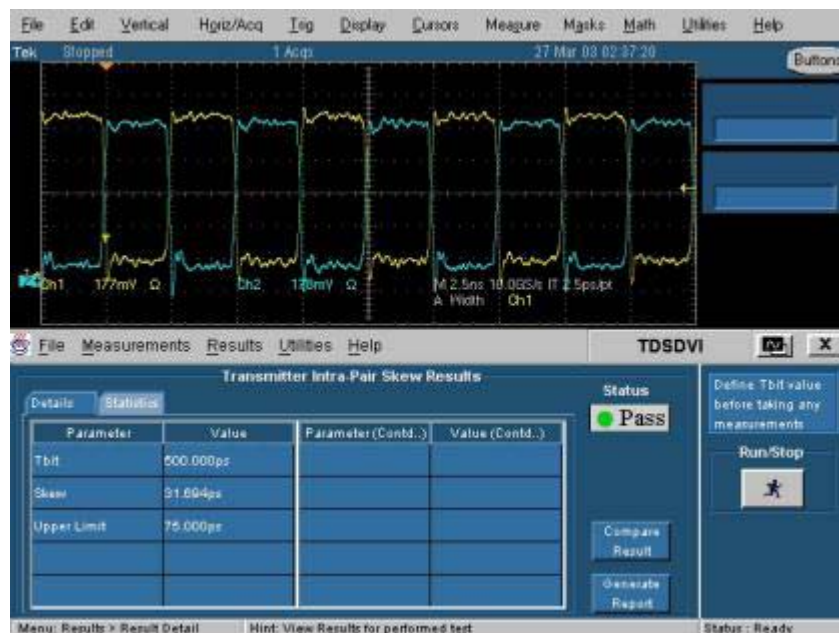 File Edit Vertical Horiz/Acq Trig Display Cursors Measure Masks Math Utilities Help
Tek Stopped 1 Acqs 27 Mar 03 02:37:20
Buttons
Ch1 177mV Ω Ch2 178mV Ω M 2.5ns 10.0GS/s IT 2.5ps/pt
A Width Ch1
File Measurements Results Utilities Help TDSDVI X
Transmitter Intra-Pair Skew Results
Details Statistics
Parameter Value Parameter(Contd..) Value (Contd..)
Tbit 500.000ps
Skew 31.694ps
Upper Limit 75.000ps
Status
Pass
Compare
Result
Generate
Report
Define Tbit value
before taking any
measurements
Run/Stop
Menu: Results > Result Detail Hint: View Results for performed test Status : Ready